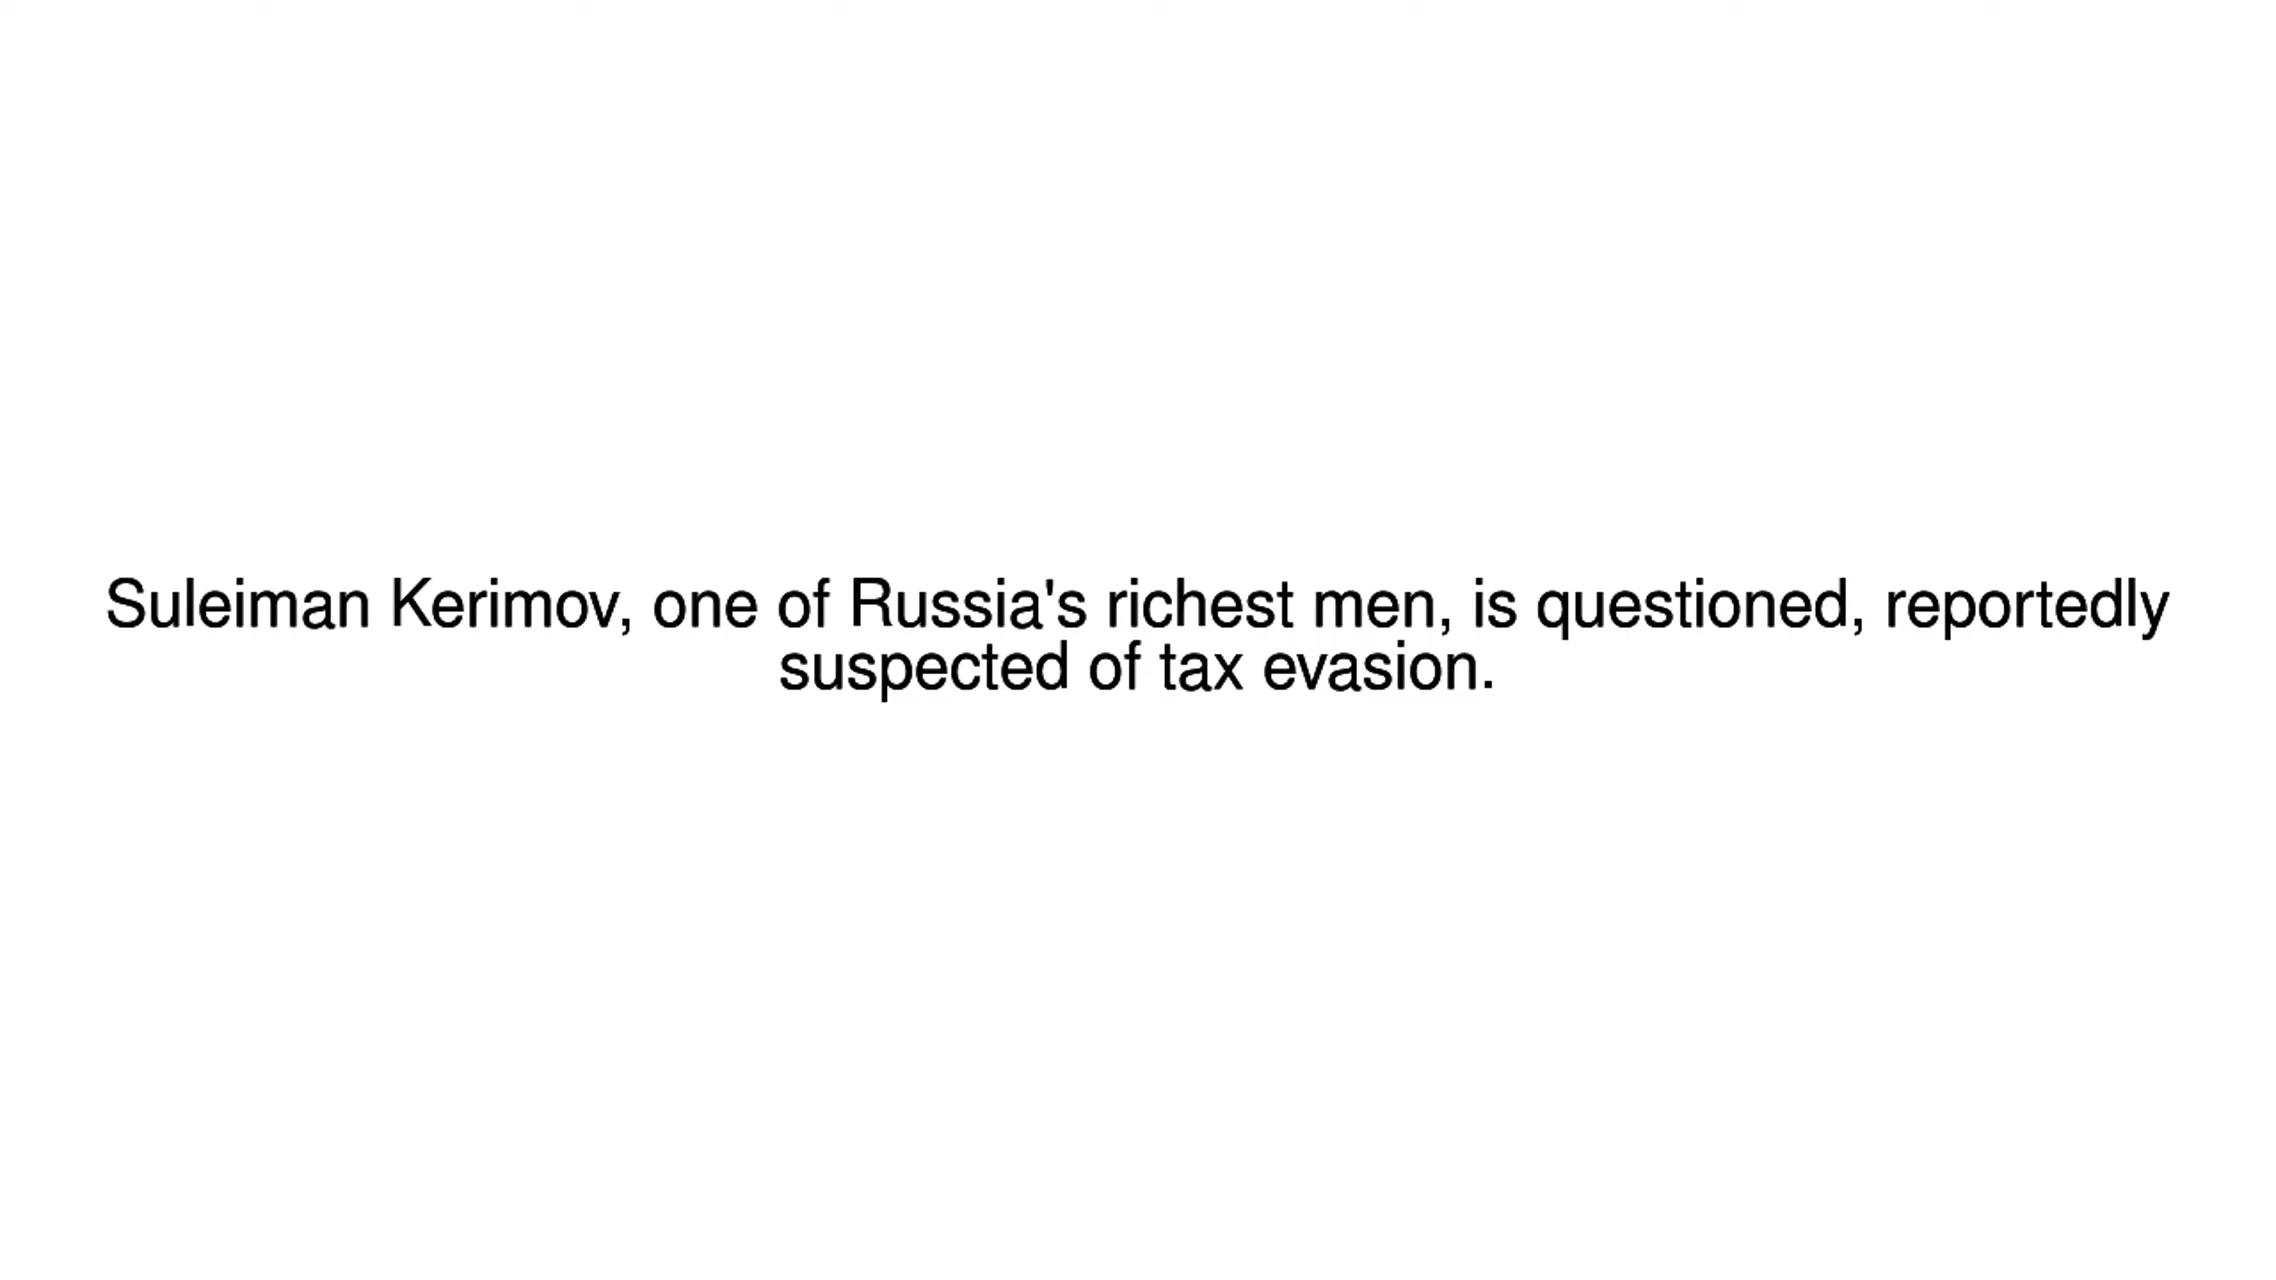 Suleiman Kerimov, one of Russia's richest men, is questioned, reportedly
suspected of tax evasion.